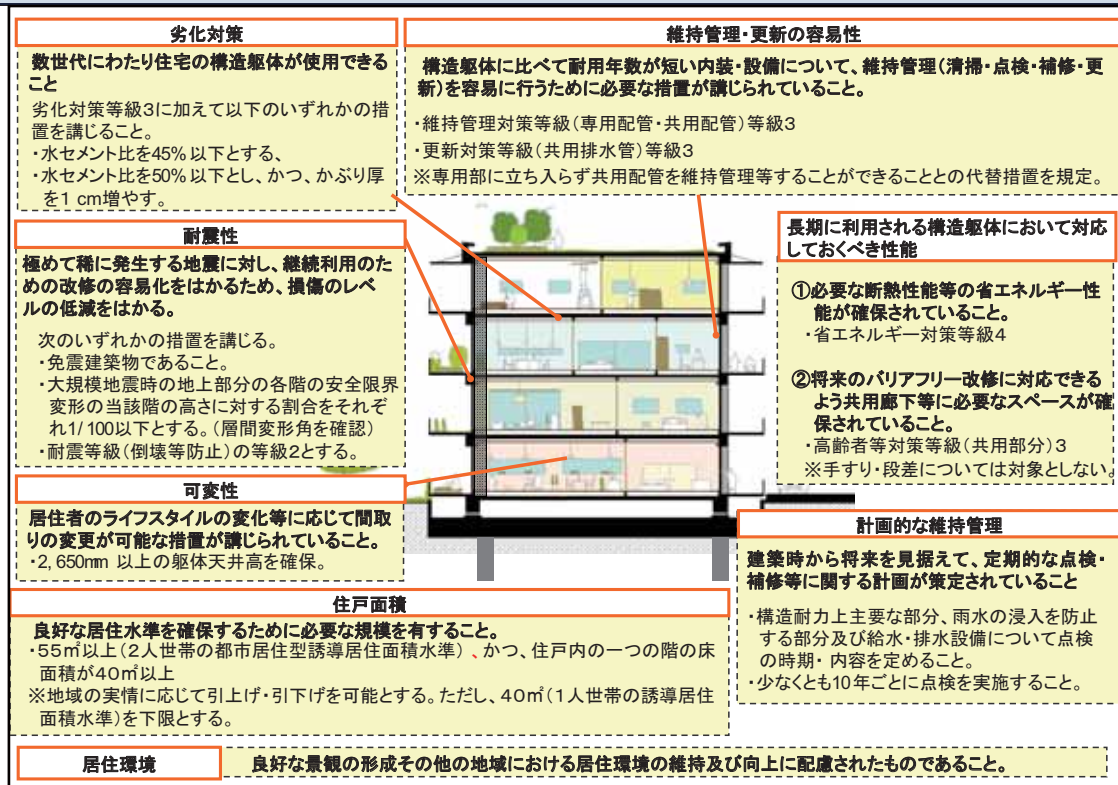 劣化対策
数世代にわたり住宅の構造躯体が使用できる
こと
劣化対策等級3に加えて以下のいずれかの措
置を講じること。
・水セメント比を45%以下とする、
・水セメント比を50%以下とし、かつ、かぶり厚
を1 cm増やす。
維持管理・更新の容易性
構造躯体に比べて耐用年数が短い内装・設備について、維持管理(清掃・点検・補修・更
新)を容易に行うために必要な措置が講じられていること。
・維持管理対策等級(専用配管・共用配管)等級3
・更新対策等級(共用排水管)等級3
※専用部に立ち入らず共用配管を維持管理等することができることとの代替措置を規定。
耐震性
極めて稀に発生する地震に対し、継続利用のた
めの改修の容易化をはかるため、損傷のレベ
ルの低減をはかる。
次のいずれかの措置を講じる。
・免震建築物であること。
・大規模地震時の地上部分の各階の安全限界
変形の当該階の高さに対する割合をそれぞ
れ1/100以下とする。(層間変形角を確認)
・耐震等級(倒壊等防止)の等級2とする。
長期に利用される構造躯体において対応
しておくべき性能
①必要な断熱性能等の省エネルギー性
能が確保されていること。
・省エネルギー対策等級4
②将来のバリアフリー改修に対応できる
よう共用廊下等に必要なスペースが確
保されていること。
・高齢者等対策等級(共用部分)3
※手すり・段差については対象としない。
可変性
居住者のライフスタイルの変化等に応じて間取
りの変更が可能な措置が講じられていること。
・2,650mm 以上の躯体天井高を確保。
計画的な維持管理
建築時から将来を見据えて、定期的な点検・
補修等に関する計画が策定されていること
・構造耐力上主要な部分、雨水の浸入を防止
する部分及び給水・排水設備について点検
の時期・ 内容を定めること。
・少なくとも10年ごとに点検を実施すること。
住戸面積
良好な居住水準を確保するために必要な規模を有すること。
・55㎡以上(2人世帯の都市居住型誘導居住面積水準) 、かつ、住戸内の一つの階の床
面積が40㎡以上
※地域の実情に応じて引上げ・引下げを可能とする。ただし、40㎡(1人世帯の誘導居住
面積水準)を下限とする。
居住環境
良好な景観の形成その他の地域における居住環境の維持及び向上に配慮されたものであること。